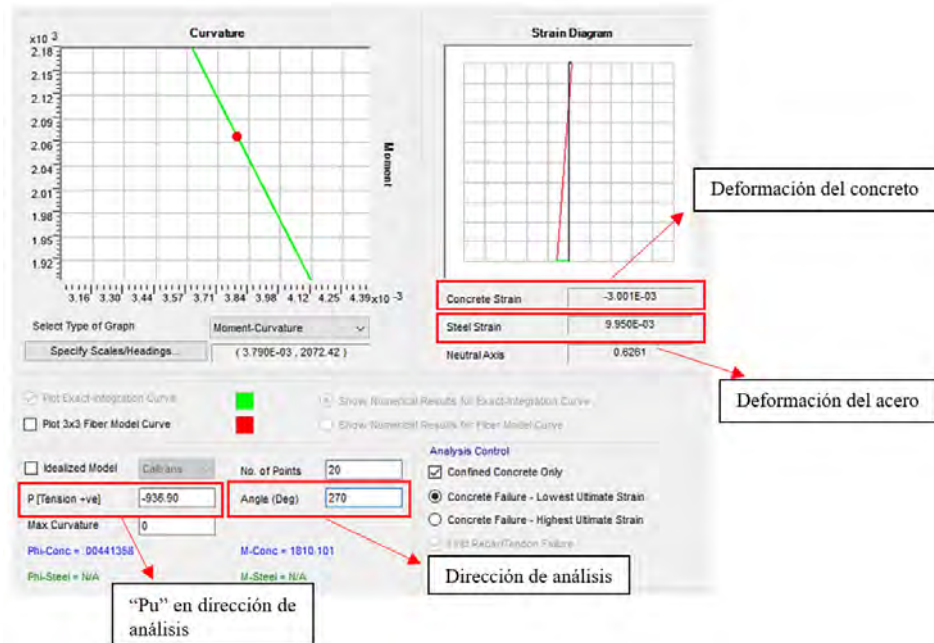 Curvature
x10 ³
2.18
2.15
2.12
2.09
2.06
2.04
2.01
1.98
1.95
1.92
Moment
3.16 3.30 3.44 3.57 3.71 3.84 3.98 4.12 4.25 4.39 x10 ⁻³
Select Type of Graph
Moment-Curvature
Specify Scales/Headings...
( 3.790E-03 , 2072.42 )
Strain Diagram
Concrete Strain
-3.001E-03
Steel Strain
9.950E-03
Neutral Axis
0.6261
Deformación del concreto
Deformación del acero
Plot Exact-Integration Curve
Show Numerical Results for Exact-Integration Curve
Plot 3x3 Fiber Model Curve
Show Numerical Results for Fiber Model Curve
Idealized Model
Caltrans
No. of Points
20
P [Tension +ve]
-936.90
Angle (Deg)
270
Max Curvature
0
Phi-Conc = .00441358
M-Conc = 1810.101
Phi-Steel = N/A
M-Steel = N/A
Analysis Control
Confined Concrete Only
Concrete Failure - Lowest Ultimate Strain
Concrete Failure - Highest Ultimate Strain
First Rebar/Tendon Failure
Dirección de análisis
“Pu” en dirección de
análisis